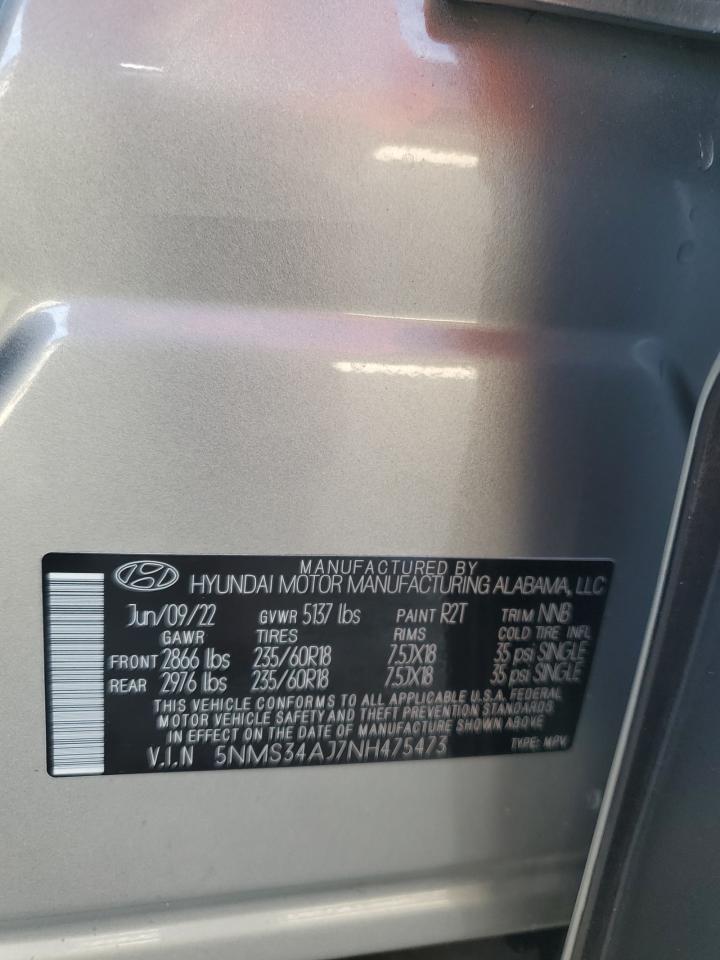 MANUFACTURED BY
HYUNDAI MOTOR MANUFACTURING ALABAMA, LLC
Jun/09/22 GVWR 5137 lbs PAINT R2T TRIM NNB
GAWR TIRES RIMS COLD TIRE INFL
FRONT 2866 lbs 235/60R18 7.5JX18 35 psi SINGLE
REAR 2976 lbs 235/60R18 7.5JX18 35 psi SINGLE
THIS VEHICLE CONFORMS TO ALL APPLICABLE U.S.A. FEDERAL
MOTOR VEHICLE SAFETY AND THEFT PREVENTION STANDARDS
IN EFFECT ON THE DATE OF MANUFACTURE SHOWN ABOVE
V.I.N 5NMS34AJ7NH475473 TYPE: MPV